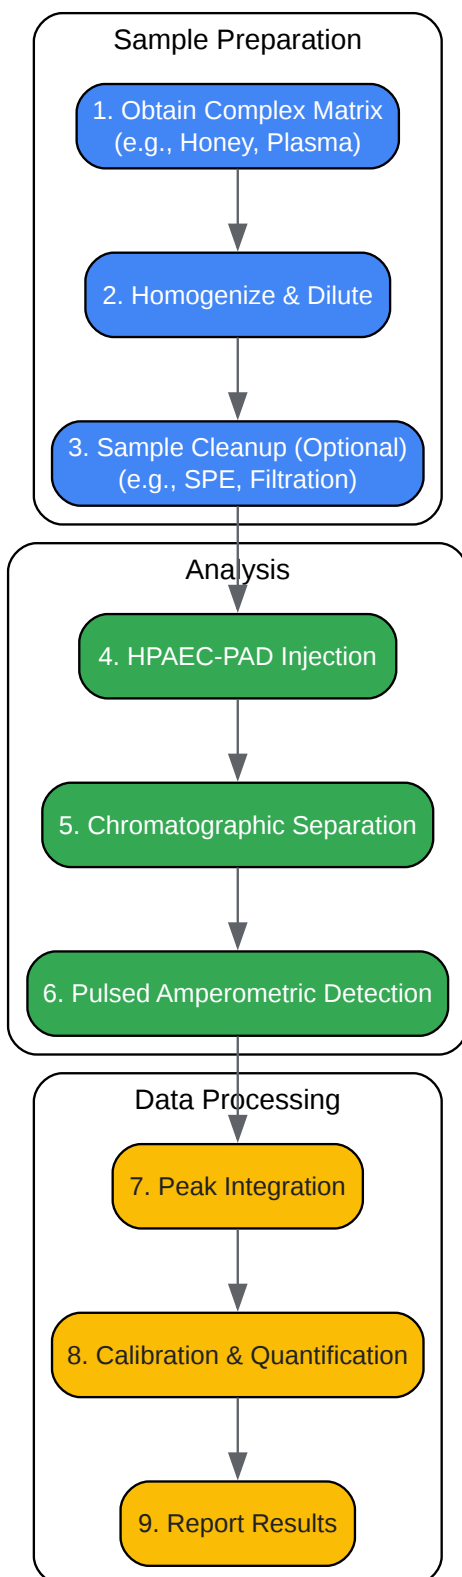 Sample Preparation
1. Obtain Complex Matrix
(e.g., Honey, Plasma)
2. Homogenize & Dilute
3. Sample Cleanup (Optional)
(e.g., SPE, Filtration)
Analysis
4. HPAEC-PAD Injection
5. Chromatographic Separation
6. Pulsed Amperometric Detection
Data Processing
7. Peak Integration
8. Calibration & Quantification
9. Report Results